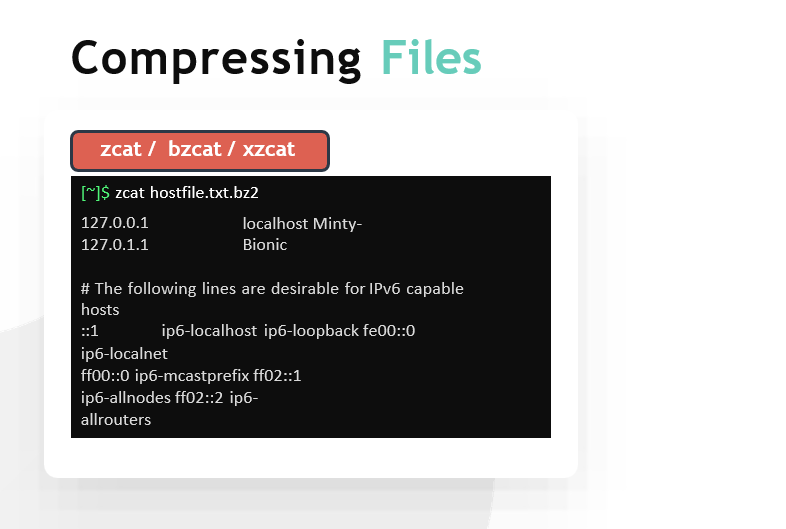 Compressing Files
zcat / bzcat / xzcat
[~]$ zcat hostfile.txt.bz2
127.0.0.1 localhost Minty-
127.0.1.1 Bionic
# The following lines are desirable for IPv6 capable
hosts
::1 ip6-localhost ip6-loopback fe00::0
ip6-localnet
ff00::0 ip6-mcastprefix ff02::1
ip6-allnodes ff02::2 ip6-
allrouters